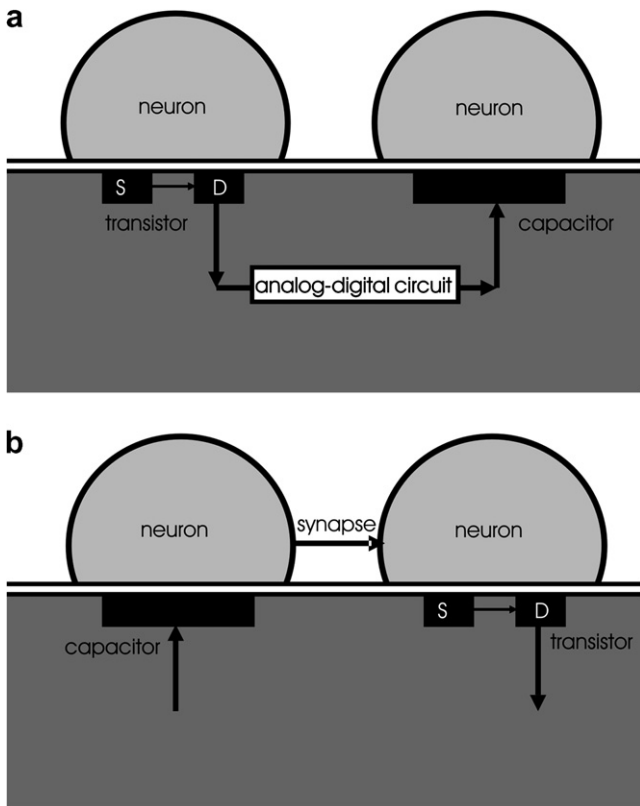 a
neuron
neuron
S
D
transistor
capacitor
analog-digital circuit
b
synapse
neuron
neuron
S
D
capacitor
transistor